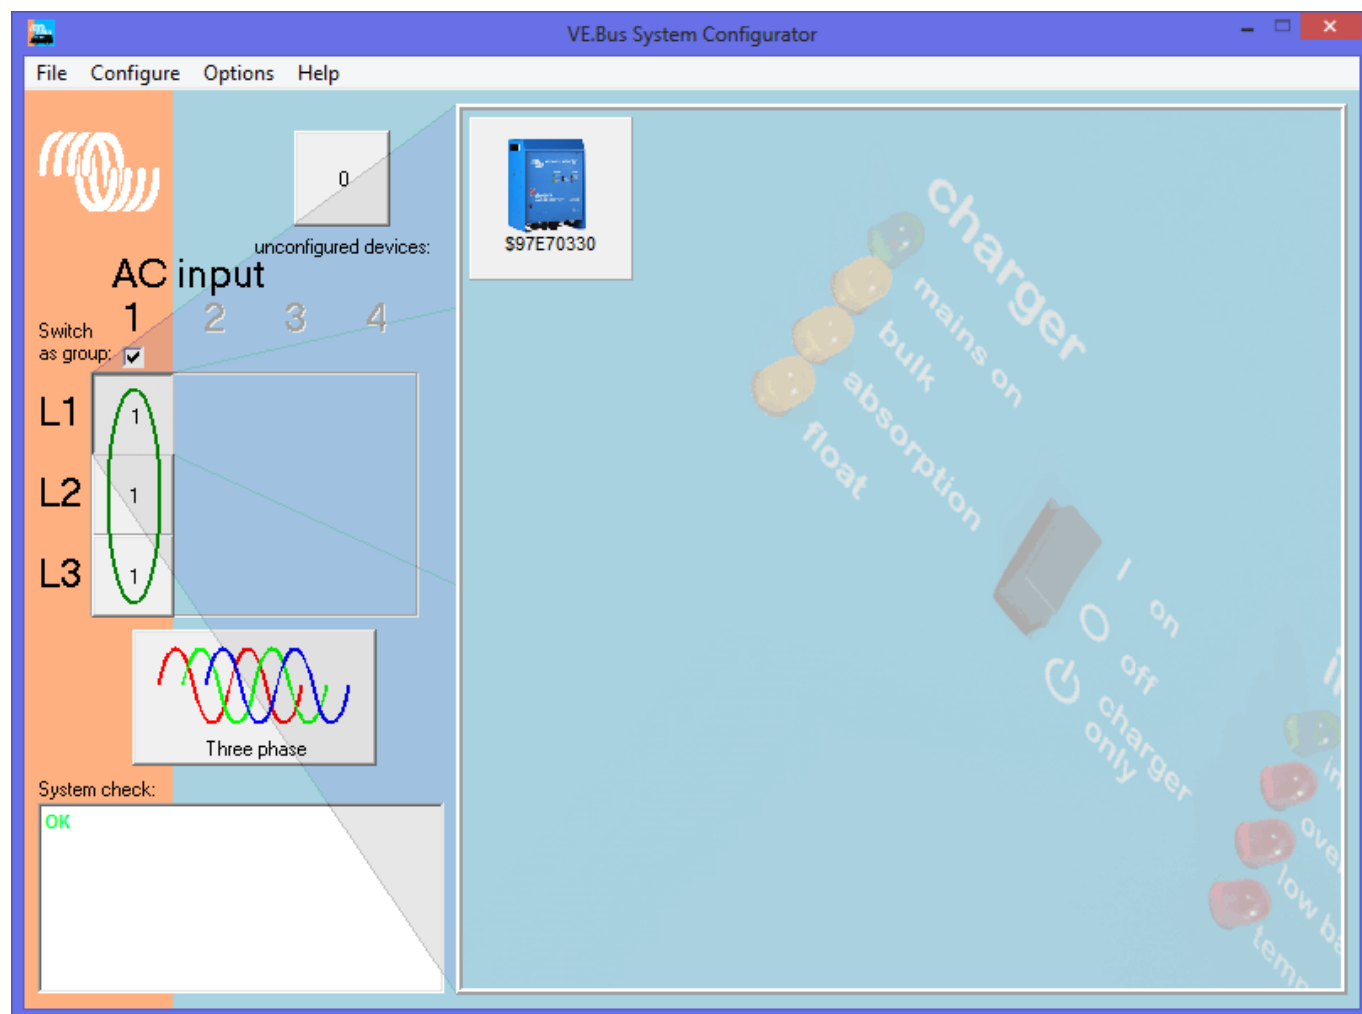 VE.Bus System Configurator
File Configure Options Help
0
unconfigured devices:
AC input
1 2 3 4
Switch
as group:
L1 1
L2 1
L3 1
Three phase
System check:
OK
$97E70330
charger
mains on
bulk
absorption
float
I on
O off
charger
only
temp